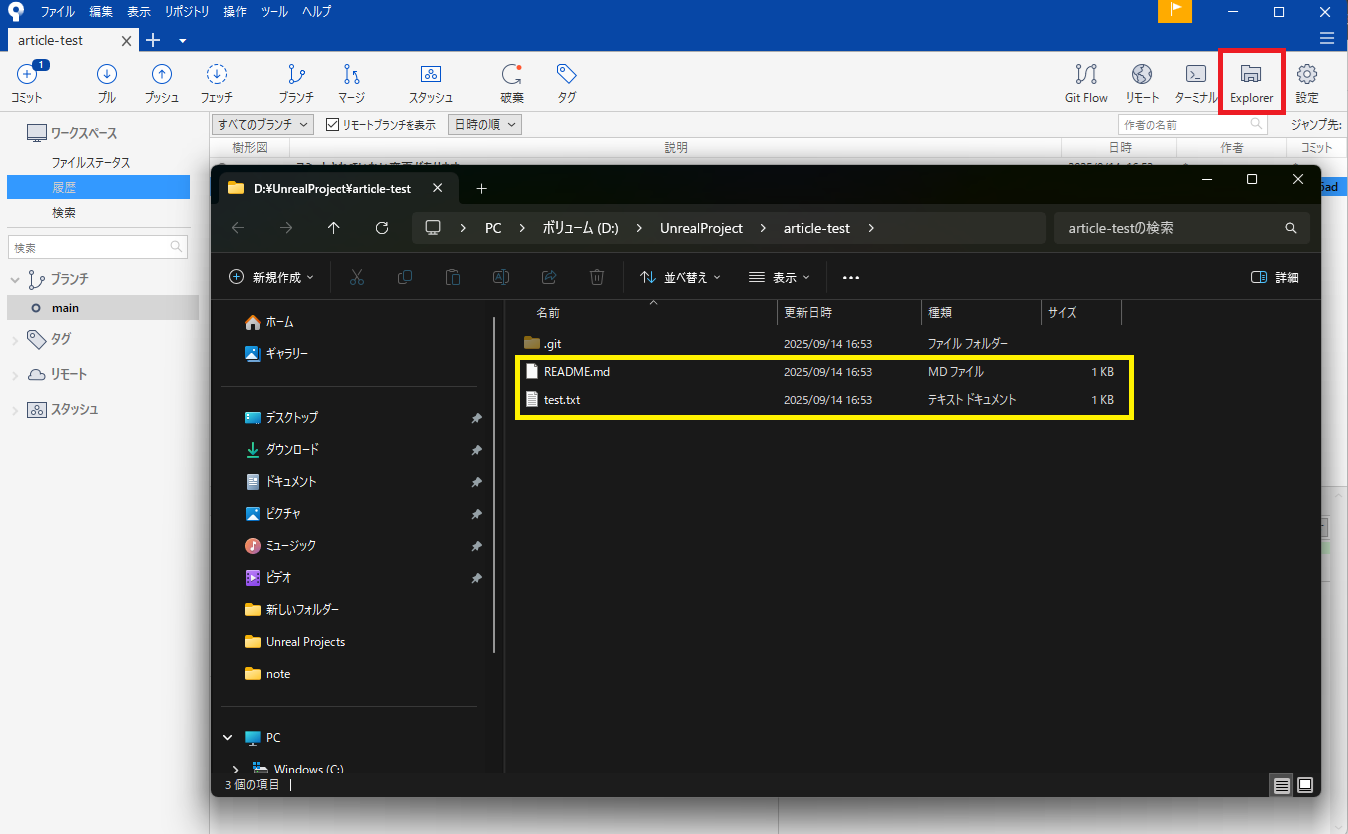 ファイル 編集 表示 リポジトリ 操作 ツール ヘルプ
article-test
1
コミット プル プッシュ フェッチ ブランチ マージ スタッシュ 破棄 タグ Git Flow リモート ターミナル Explorer 設定
ワークスペース
ファイルステータス
履歴
検索
検索
ブランチ
main
タグ
リモート
スタッシュ
すべてのブランチ リモートブランチを表示 日時の順 作者の名前 ジャンプ先:
樹形図 説明 日時 作者 コミット
D:¥UnrealProject¥article-test
PC ボリューム (D:) UnrealProject article-test article-testの検索
新規作成 並べ替え 表示 詳細
ホーム
ギャラリー
デスクトップ
ダウンロード
ドキュメント
ピクチャ
ミュージック
ビデオ
新しいフォルダー
Unreal Projects
note
PC
Windows (C:)
名前 更新日時 種類 サイズ
.git 2025/09/14 16:53 ファイル フォルダー
README.md 2025/09/14 16:53 MD ファイル 1 KB
test.txt 2025/09/14 16:53 テキスト ドキュメント 1 KB
3 個の項目